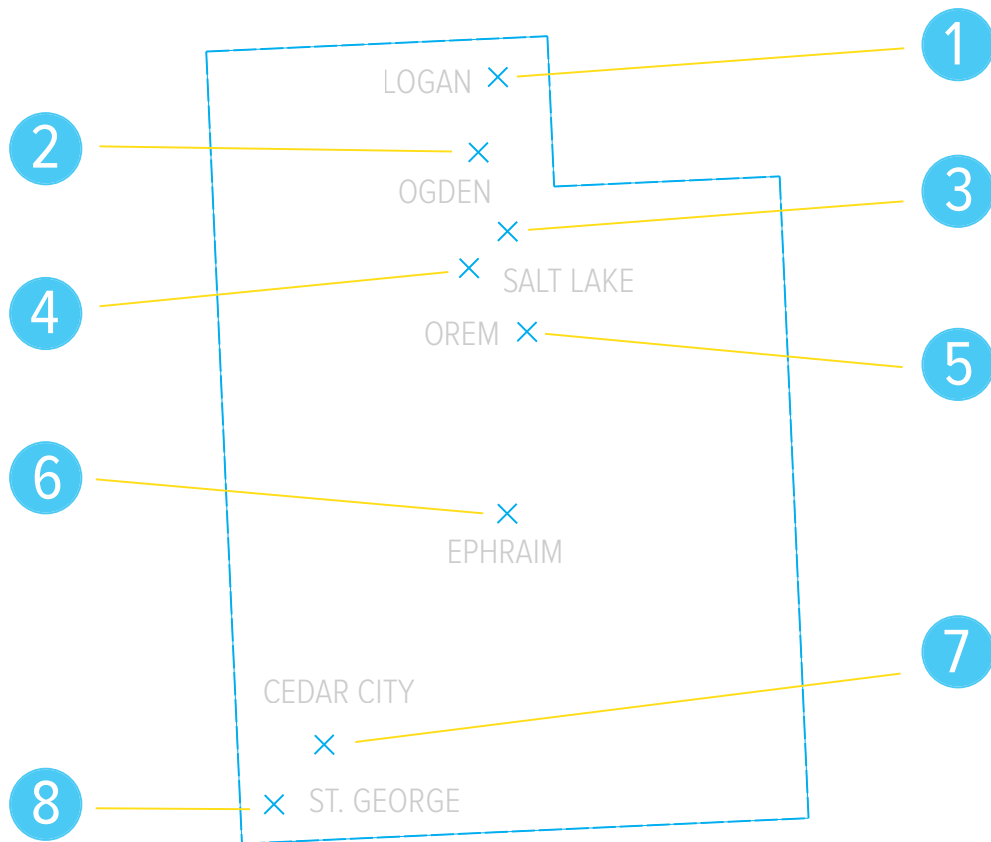 1
LOGAN
2
OGDEN
3
4
SALT LAKE
OREM
5
6
EPHRAIM
7
CEDAR CITY
8
ST. GEORGE